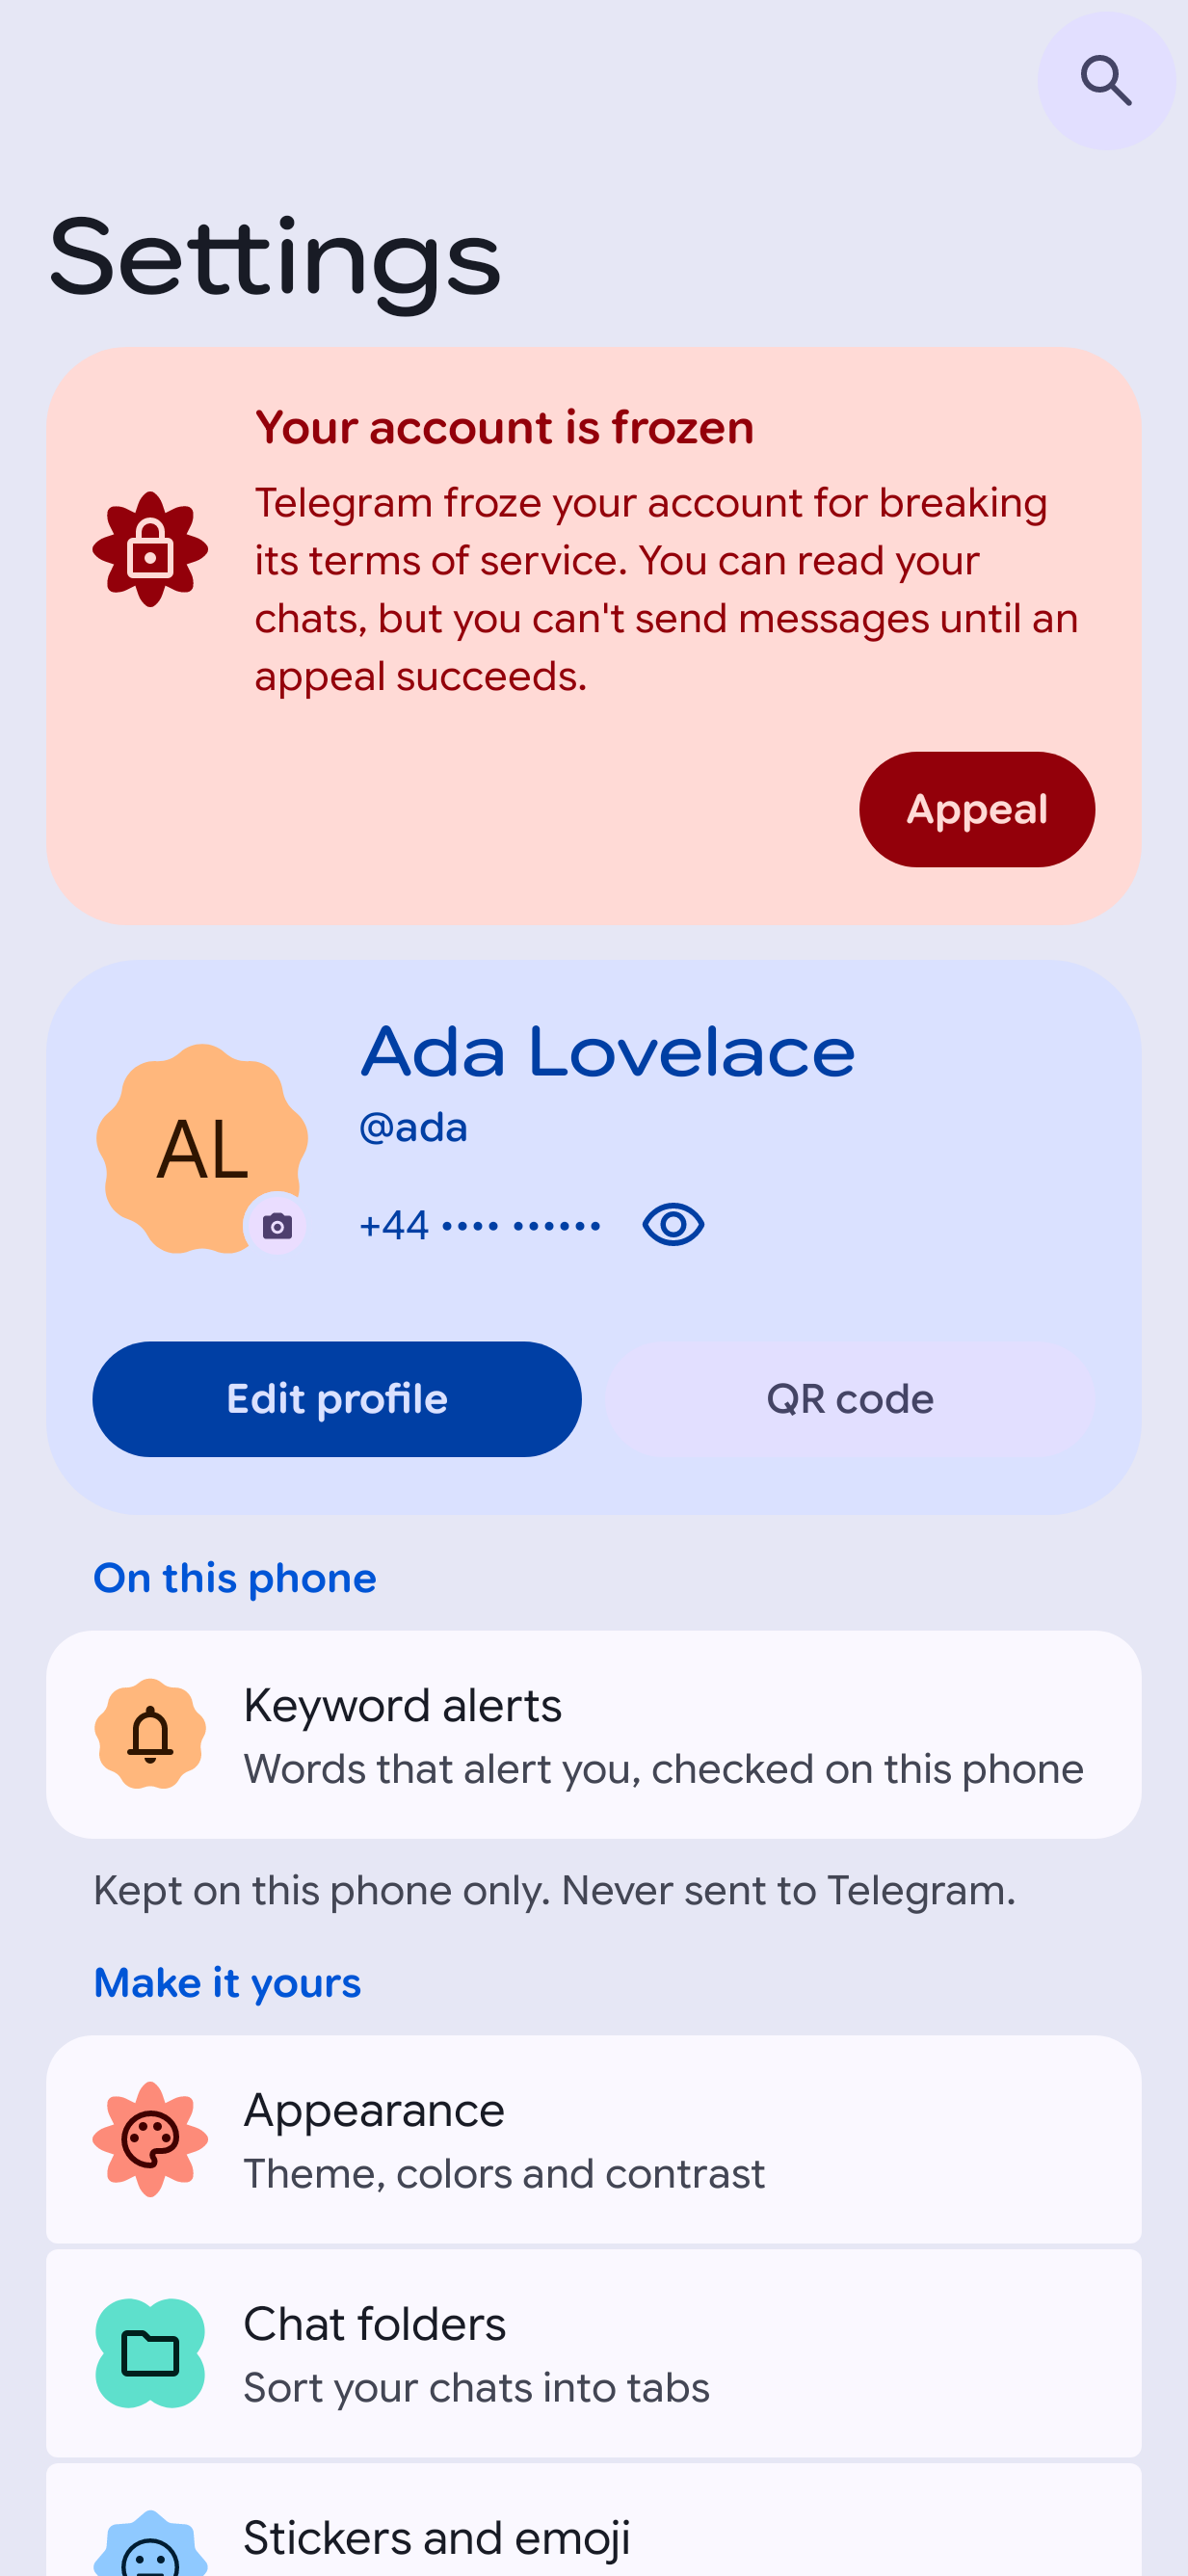 Settings
Your account is frozen
Telegram froze your account for breaking
its terms of service. You can read your
chats, but you can't send messages until an
appeal succeeds.
Appeal
Ada Lovelace
AL
@ada
+44 •••• ••••••
Edit profile
QR code
On this phone
Keyword alerts
Words that alert you, checked on this phone
Kept on this phone only. Never sent to Telegram.
Make it yours
Appearance
Theme, colors and contrast
Chat folders
Sort your chats into tabs
Stickers and emoji